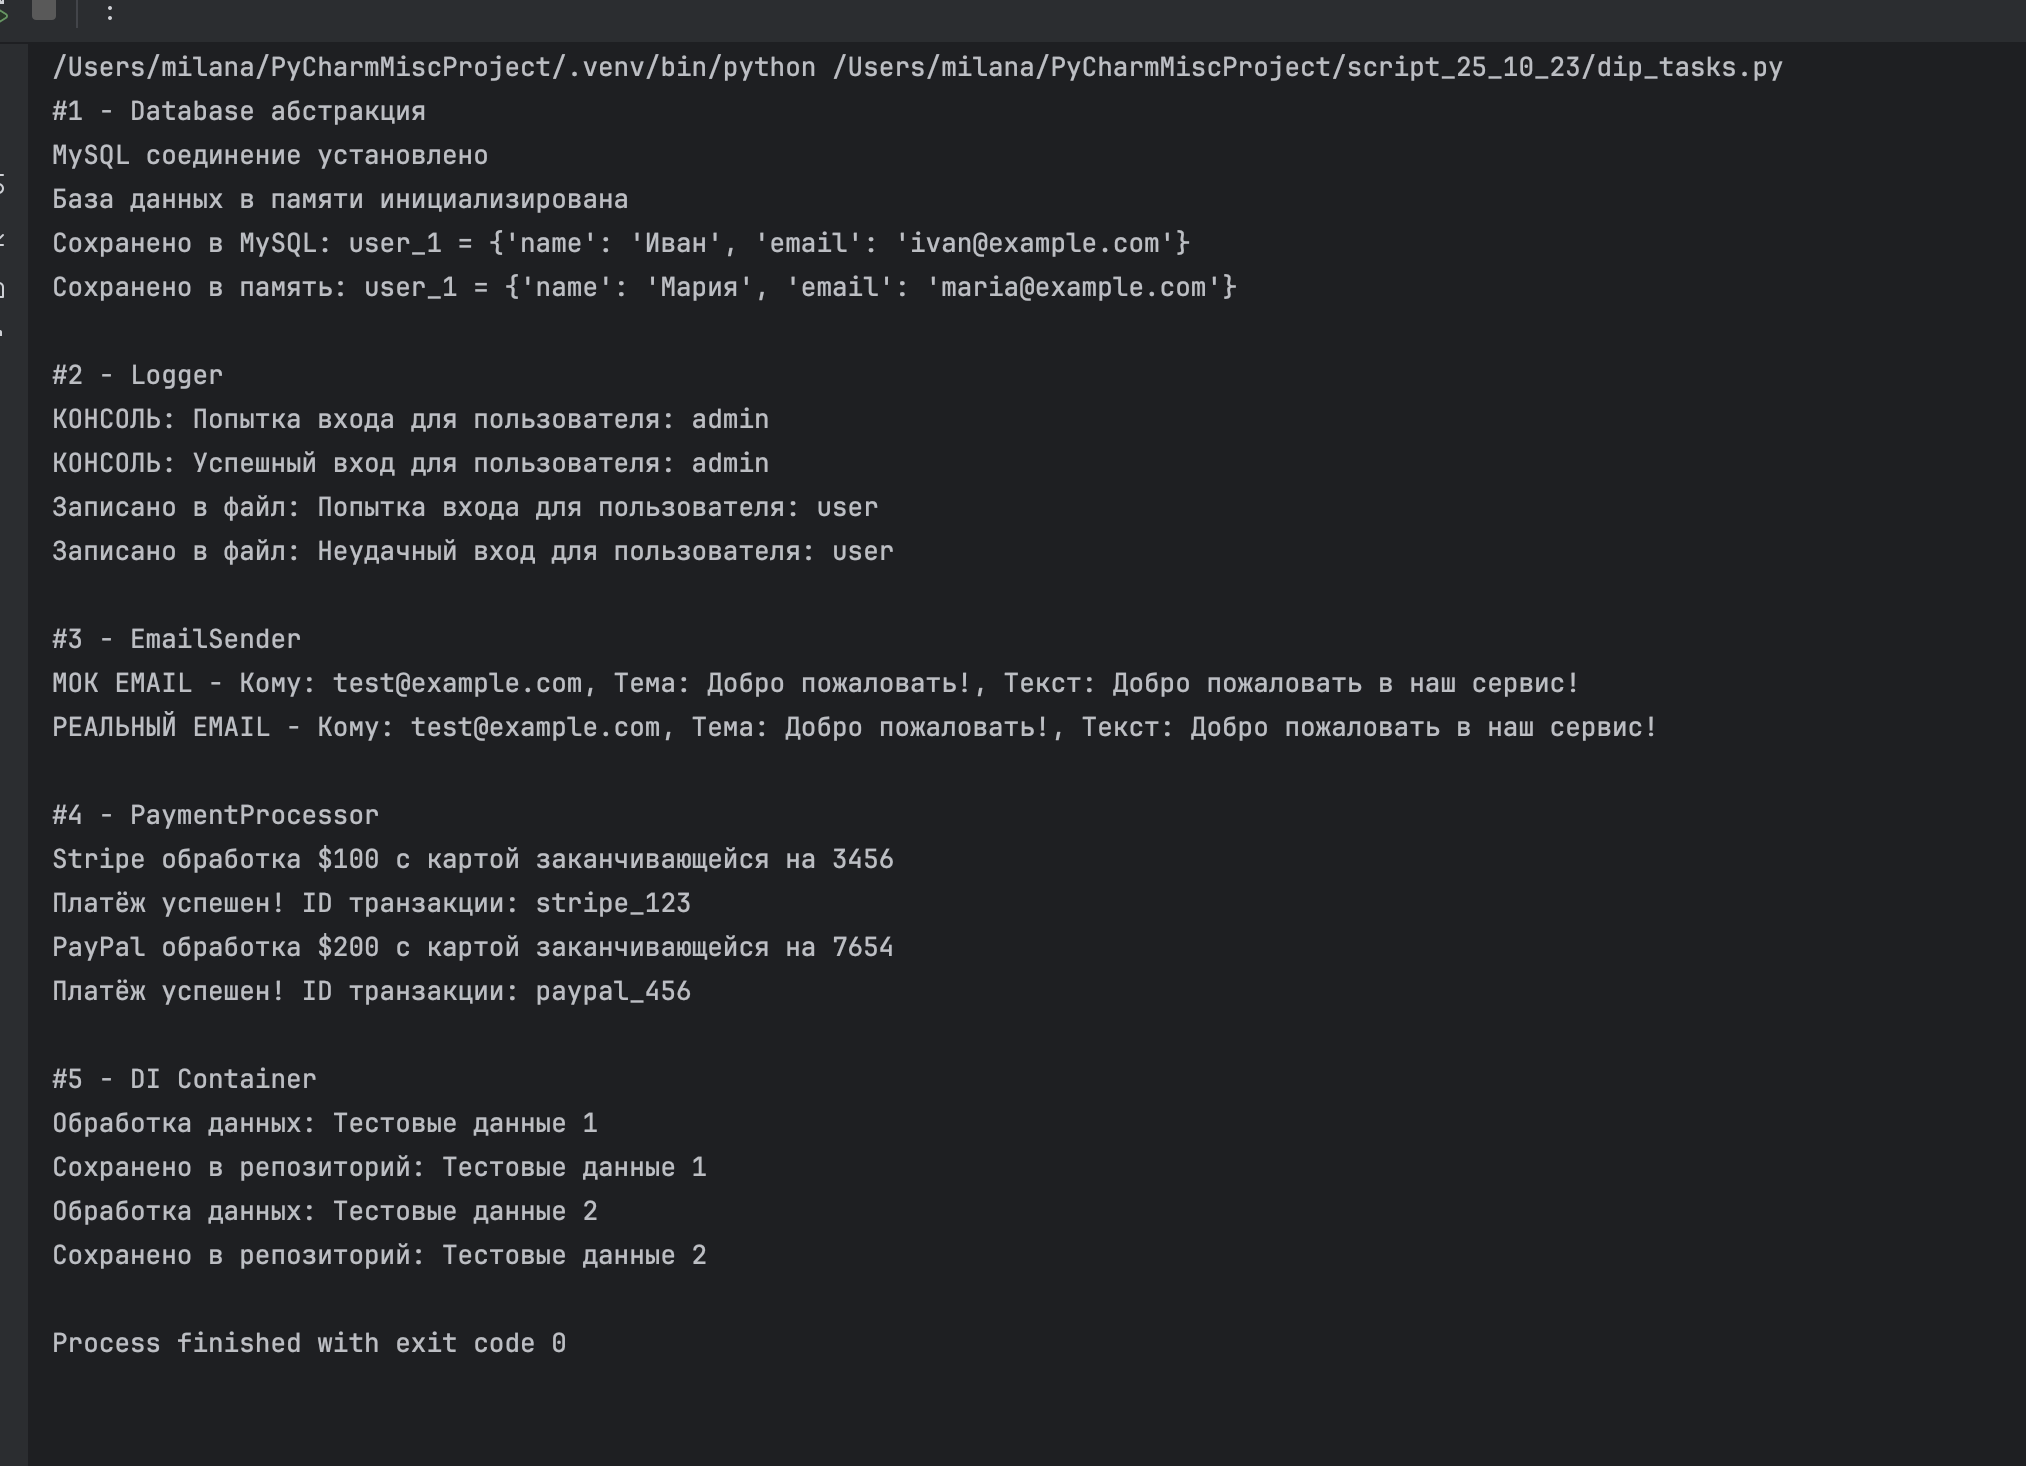 /Users/milana/PyCharmMiscProject/.venv/bin/python /Users/milana/PyCharmMiscProject/script_25_10_23/dip_tasks.py
#1 - Database абстракция
MySQL соединение установлено
База данных в памяти инициализирована
Сохранено в MySQL: user_1 = {'name': 'Иван', 'email': 'ivan@example.com'}
Сохранено в память: user_1 = {'name': 'Мария', 'email': 'maria@example.com'}
#2 - Logger
КОНСОЛЬ: Попытка входа для пользователя: admin
КОНСОЛЬ: Успешный вход для пользователя: admin
Записано в файл: Попытка входа для пользователя: user
Записано в файл: Неудачный вход для пользователя: user
#3 - EmailSender
МОК EMAIL - Кому: test@example.com, Тема: Добро пожаловать!, Текст: Добро пожаловать в наш сервис!
РЕАЛЬНЫЙ EMAIL - Кому: test@example.com, Тема: Добро пожаловать!, Текст: Добро пожаловать в наш сервис!
#4 - PaymentProcessor
Stripe обработка $100 с картой заканчивающейся на 3456
Платёж успешен! ID транзакции: stripe_123
PayPal обработка $200 с картой заканчивающейся на 7654
Платёж успешен! ID транзакции: paypal_456
#5 - DI Container
Обработка данных: Тестовые данные 1
Сохранено в репозиторий: Тестовые данные 1
Обработка данных: Тестовые данные 2
Сохранено в репозиторий: Тестовые данные 2
Process finished with exit code 0